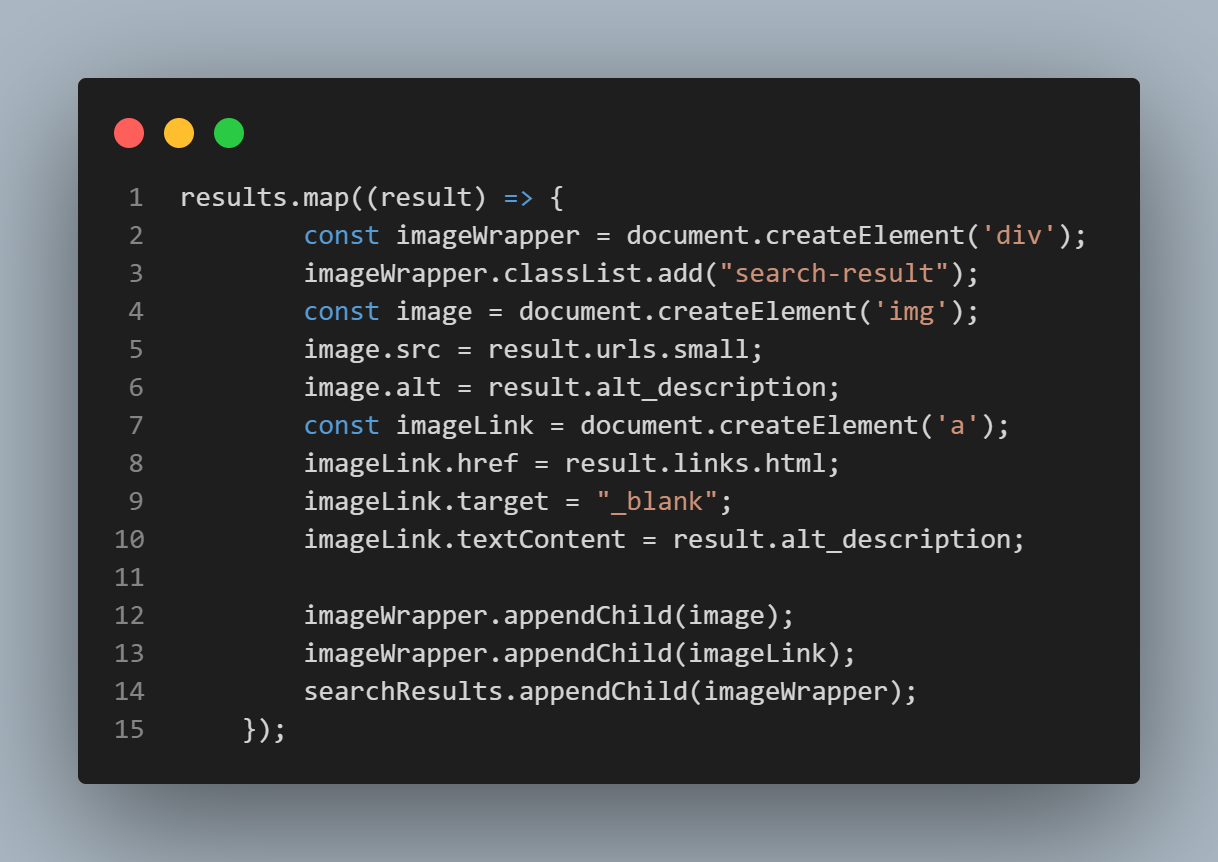 1 results.map((result) => {
2 const imageWrapper = document.createElement('div');
3 imageWrapper.classList.add("search-result");
4 const image = document.createElement('img');
5 image.src = result.urls.small;
6 image.alt = result.alt_description;
7 const imageLink = document.createElement('a');
8 imageLink.href = result.links.html;
9 imageLink.target = "_blank";
10 imageLink.textContent = result.alt_description;
11
12 imageWrapper.appendChild(image);
13 imageWrapper.appendChild(imageLink);
14 searchResults.appendChild(imageWrapper);
15 });